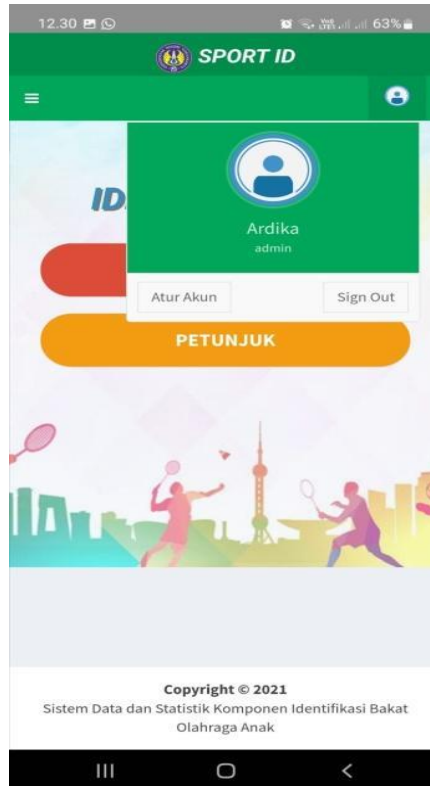 12.30
63%
SPORT ID
ID
Ardika
admin
Atur Akun
Sign Out
PETUNJUK
Copyright © 2021
Sistem Data dan Statistik Komponen Identifikasi Bakat
Olahraga Anak